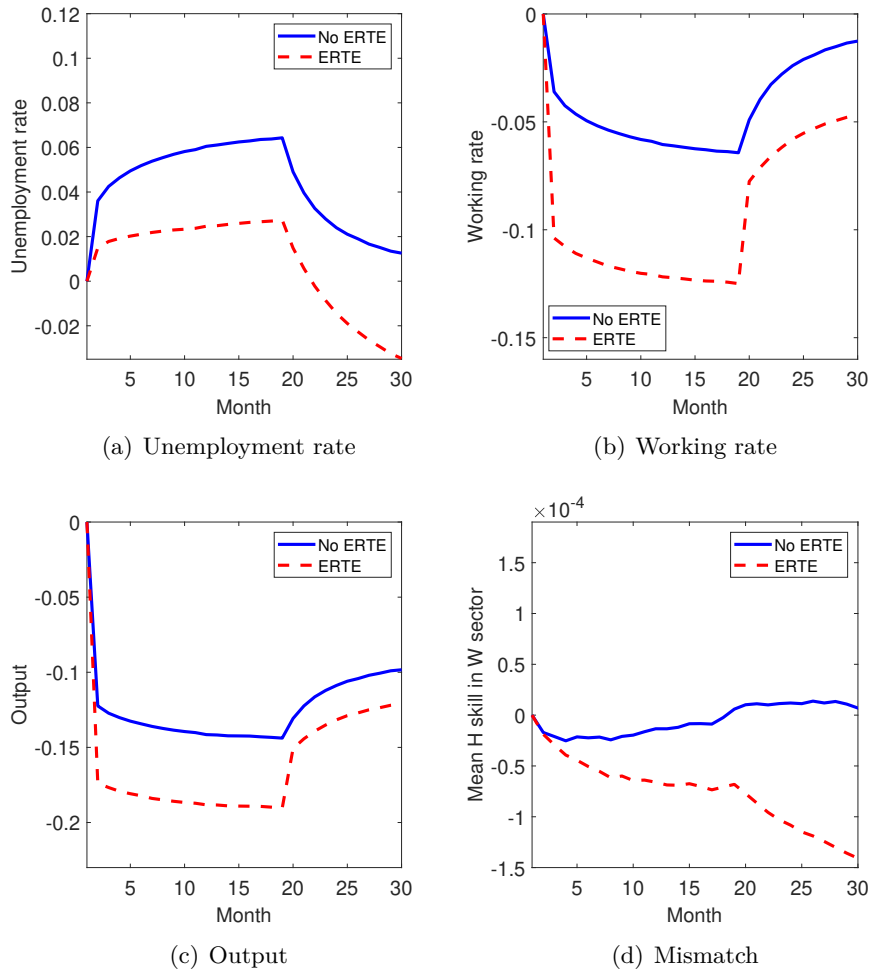 0.12
0.1
0.08
0.06
0.04
0.02
0
-0.02
Unemployment rate
No ERTE
ERTE
5 10 15 20 25 30
Month
(a) Unemployment rate
0
-0.05
-0.1
-0.15
Working rate
No ERTE
ERTE
5 10 15 20 25 30
Month
(b) Working rate
0
-0.05
-0.1
-0.15
-0.2
Output
No ERTE
ERTE
5 10 15 20 25 30
Month
(c) Output
×10⁻⁴
1.5
1
0.5
0
-0.5
-1
-1.5
Mean H skill in W sector
No ERTE
ERTE
5 10 15 20 25 30
Month
(d) Mismatch